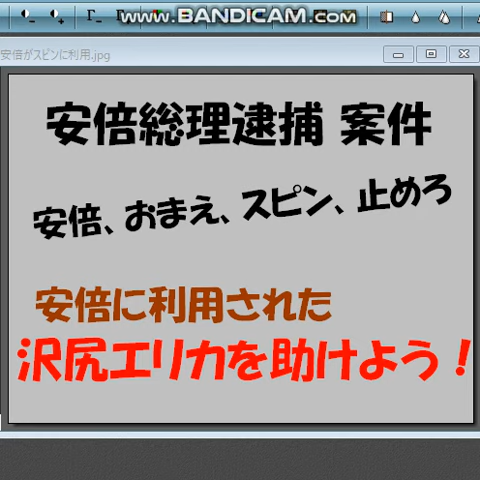 www.BANDICAM.com
安倍がスピンに利用.jpg
安倍総理逮捕 案件
安倍、おまえ、スピン、止めろ
安倍に利用された
沢尻エリカを助けよう!